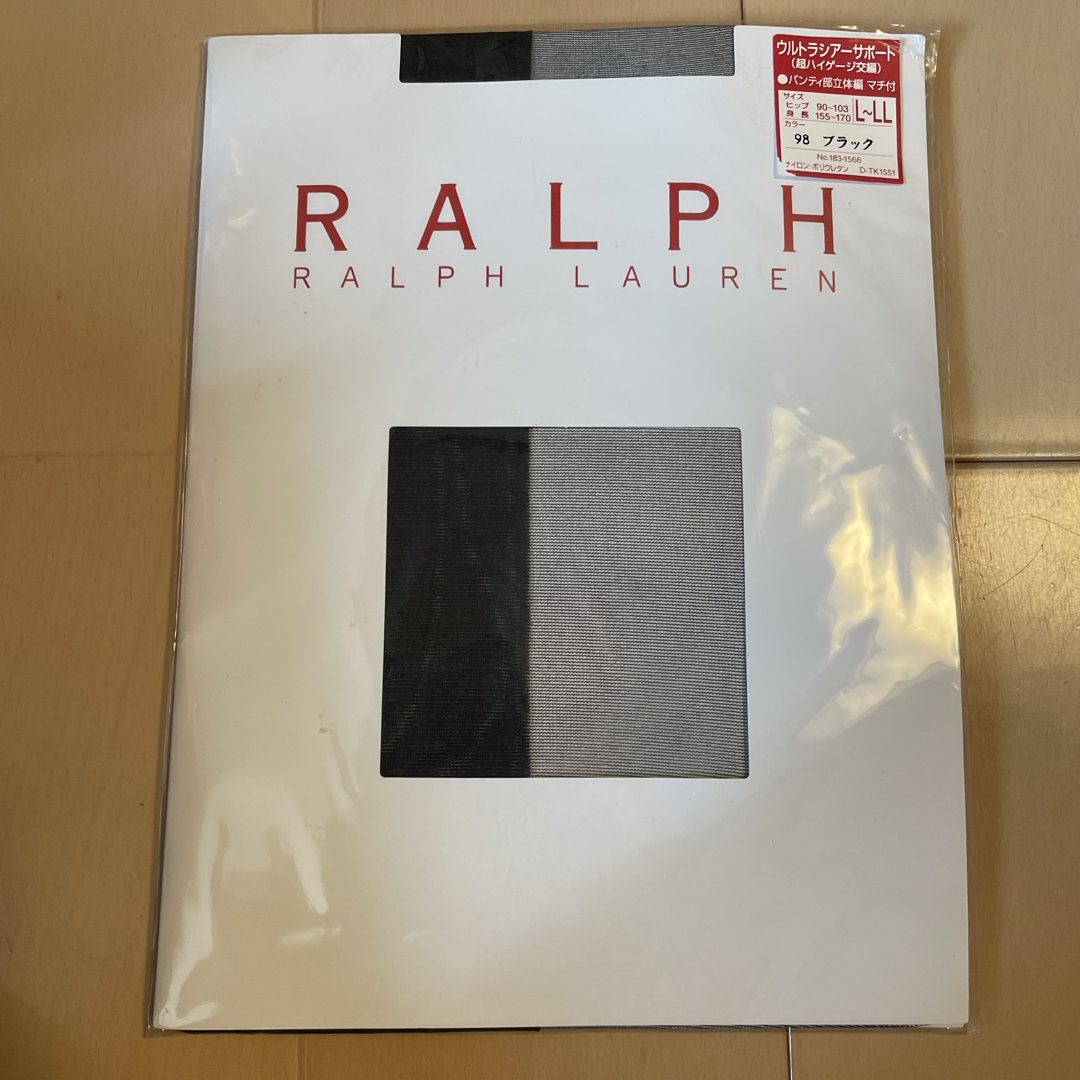 ウルトラシアーサポート
(超ハイゲージ交編)
●パンティ部立体編 マチ付
サイズ
ヒップ 90~103
身長 155~170
L~LL
カラー
98 ブラック
No.183-1566
ナイロン・ポリウレタン D-TK1551
RALPH
RALPH LAUREN